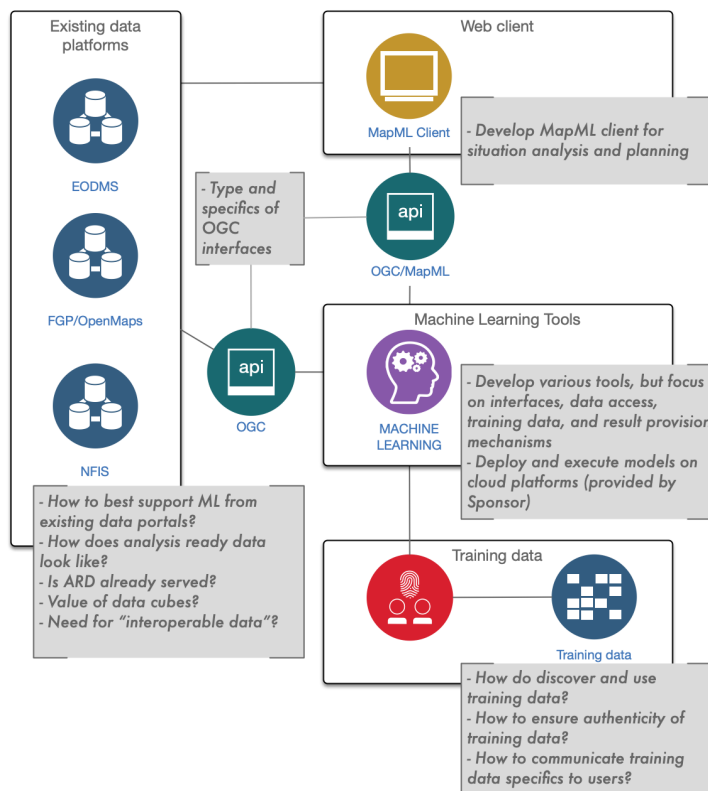 Existing data
platforms
EODMS
FGP/OpenMaps
NFIS
- How to best support ML from
existing data portals?
- How does analysis ready data
look like?
- Is ARD already served?
- Value of data cubes?
- Need for “interoperable data”?
Web client
MapML Client
- Develop MapML client for
situation analysis and planning
- Type and
specifics of
OGC
interfaces
api
OGC/MapML
api
OGC
Machine Learning Tools
MACHINE
LEARNING
- Develop various tools, but focus
on interfaces, data access,
training data, and result provision
mechanisms
- Deploy and execute models on
cloud platforms (provided by
Sponsor)
Training data
Training data
- How do discover and use
training data?
- How to ensure authenticity of
training data?
- How to communicate training
data specifics to users?